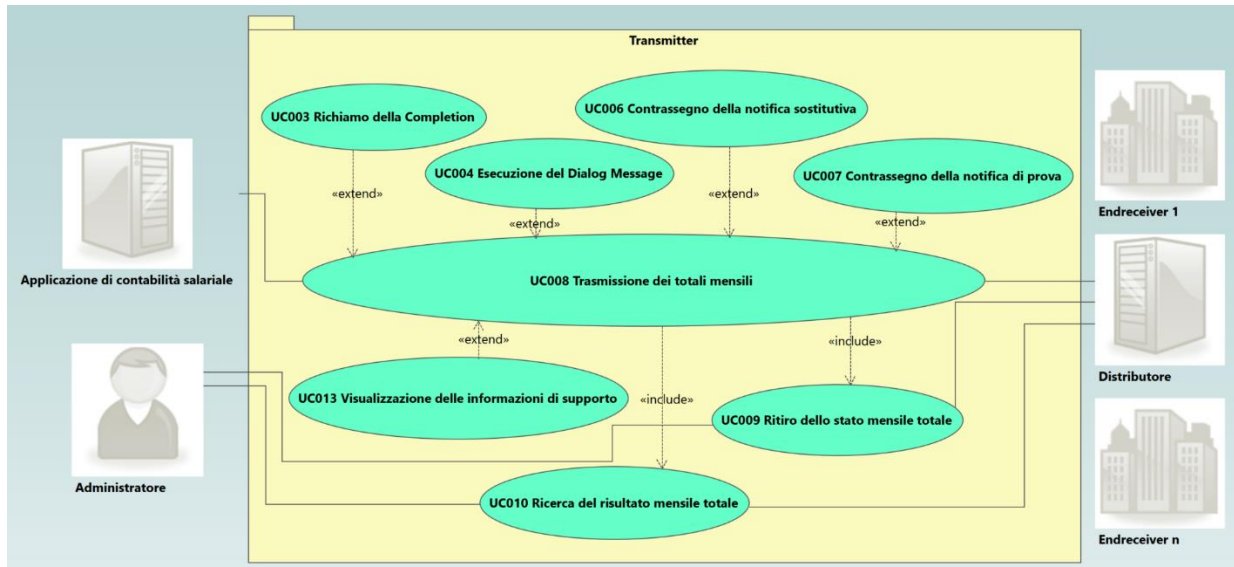 Transmitter
UC003 Richiamo della Completion
UC006 Contrassegno della notifica sostitutiva
UC004 Esecuzione del Dialog Message
UC007 Contrassegno della notifica di prova
«extend»
«extend»
«extend»
«extend»
Endreceiver 1
Applicazione di contabilità salariale
UC008 Trasmissione dei totali mensili
«extend»
«include»
Distributore
UC013 Visualizzazione delle informazioni di supporto
«include»
UC009 Ritiro dello stato mensile totale
Administratore
UC010 Ricerca del risultato mensile totale
Endreceiver n